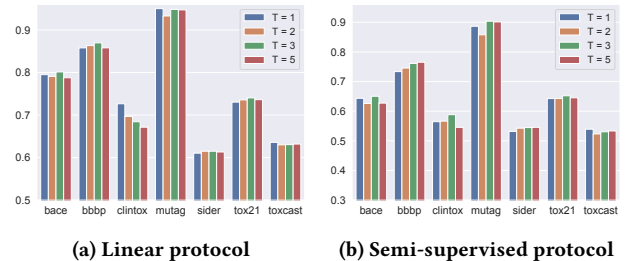 T = 1
T = 2
T = 3
T = 5
0.9
0.8
0.7
0.6
0.5
bace bbbp clintox mutag sider tox21 toxcast
(a) Linear protocol
T = 1
T = 2
T = 3
T = 5
0.9
0.8
0.7
0.6
0.5
0.4
0.3
bace bbbp clintox mutag sider tox21 toxcast
(b) Semi-supervised protocol